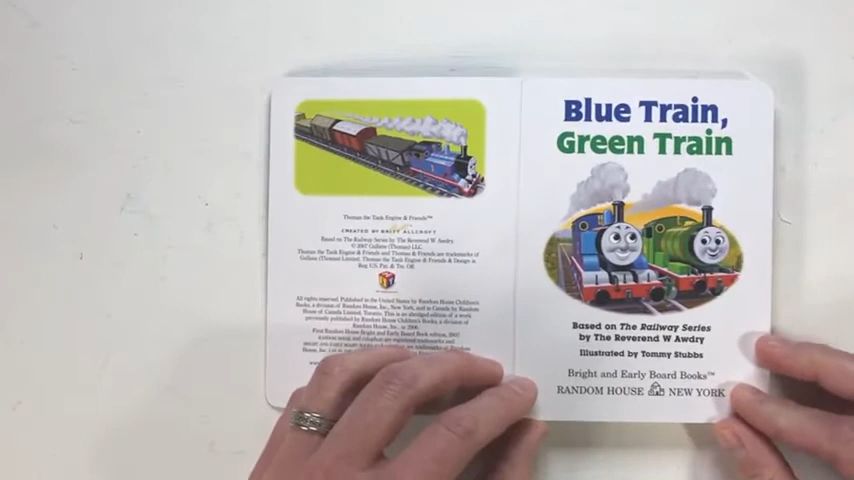 Thomas the Tank Engine & Friends™
CREATED BY BRITT ALLCROFT
Based on The Railway Series by The Reverend W. Awdry.
© 2007 Gullane (Thomas) LLC.
Thomas the Tank Engine & Friends and Thomas & Friends are trademarks of
Gullane (Thomas) Limited. Thomas the Tank Engine & Friends & Design is
Reg. U.S. Pat. & Tm. Off.
All rights reserved. Published in the United States by Random House Children's
Books, a division of Random House, Inc., New York, and in Canada by Random
House of Canada Limited, Toronto. This is an abridged edition of a work
previously published by Random House Children's Books, a division of
Random House, Inc., in 2006.
First Random House Bright and Early Board Book edition, 2007
Blue Train,
Green Train
Based on The Railway Series
by The Reverend W Awdry
Illustrated by Tommy Stubbs
Bright and Early Board Books™
RANDOM HOUSE NEW YORK